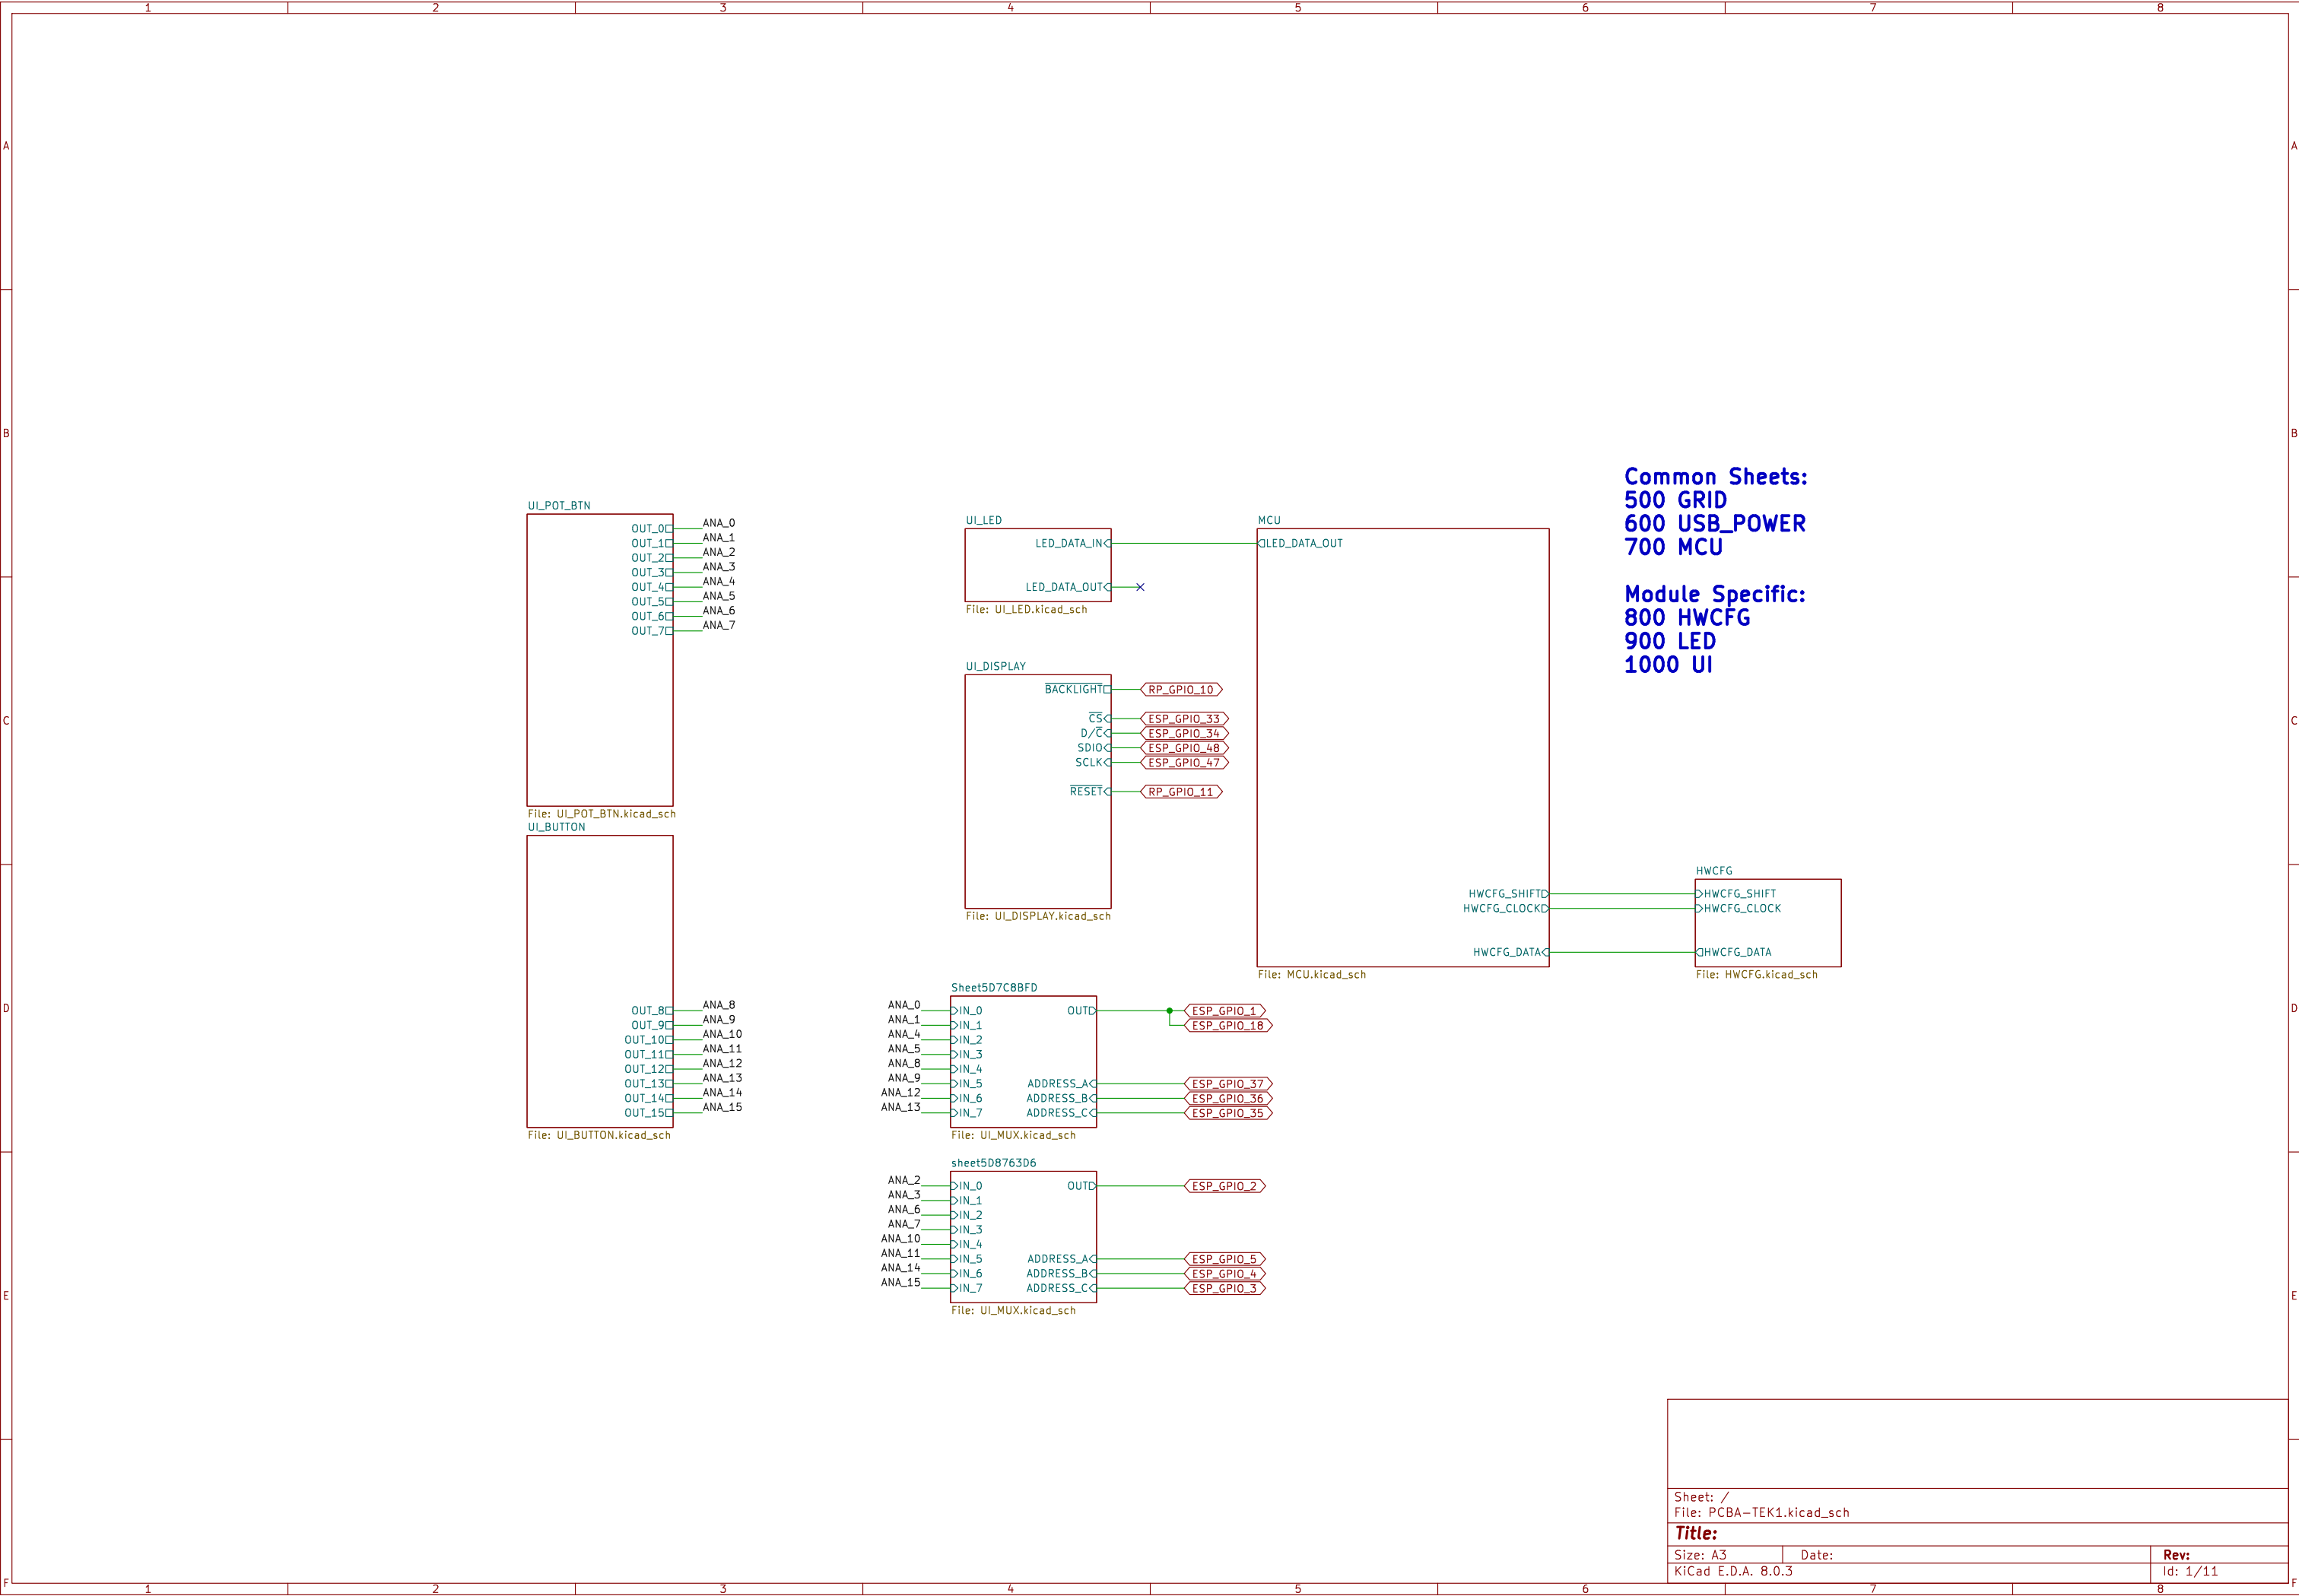 1 2 3 4 5 6 7 8
A A
B B
C C
D D
E E
F F
Common Sheets:
500 GRID
600 USB_POWER
700 MCU
Module Specific:
800 HWCFG
900 LED
1000 UI
UI_POT_BTN
OUT_0 ANA_0
OUT_1 ANA_1
OUT_2 ANA_2
OUT_3 ANA_3
OUT_4 ANA_4
OUT_5 ANA_5
OUT_6 ANA_6
OUT_7 ANA_7
File: UI_POT_BTN.kicad_sch
UI_BUTTON
OUT_8 ANA_8
OUT_9 ANA_9
OUT_10 ANA_10
OUT_11 ANA_11
OUT_12 ANA_12
OUT_13 ANA_13
OUT_14 ANA_14
OUT_15 ANA_15
File: UI_BUTTON.kicad_sch
UI_LED
LED_DATA_IN
LED_DATA_OUT
File: UI_LED.kicad_sch
UI_DISPLAY
BACKLIGHT RP_GPIO_10
CS ESP_GPIO_33
D/C ESP_GPIO_34
SDIO ESP_GPIO_48
SCLK ESP_GPIO_47
RESET RP_GPIO_11
File: UI_DISPLAY.kicad_sch
MCU
LED_DATA_OUT
HWCFG_SHIFT
HWCFG_CLOCK
HWCFG_DATA
File: MCU.kicad_sch
HWCFG
HWCFG_SHIFT
HWCFG_CLOCK
HWCFG_DATA
File: HWCFG.kicad_sch
Sheet5D7C8BFD
ANA_0 IN_0 OUT ESP_GPIO_1
ANA_1 IN_1 ESP_GPIO_18
ANA_4 IN_2
ANA_5 IN_3
ANA_8 IN_4
ANA_9 IN_5 ADDRESS_A ESP_GPIO_37
ANA_12 IN_6 ADDRESS_B ESP_GPIO_36
ANA_13 IN_7 ADDRESS_C ESP_GPIO_35
File: UI_MUX.kicad_sch
sheet5D8763D6
ANA_2 IN_0 OUT ESP_GPIO_2
ANA_3 IN_1
ANA_6 IN_2
ANA_7 IN_3
ANA_10 IN_4
ANA_11 IN_5 ADDRESS_A ESP_GPIO_5
ANA_14 IN_6 ADDRESS_B ESP_GPIO_4
ANA_15 IN_7 ADDRESS_C ESP_GPIO_3
File: UI_MUX.kicad_sch
Sheet: /
File: PCBA-TEK1.kicad_sch
Title:
Size: A3 Date: Rev:
KiCad E.D.A. 8.0.3 Id: 1/11
1 2 3 4 5 6 7 8